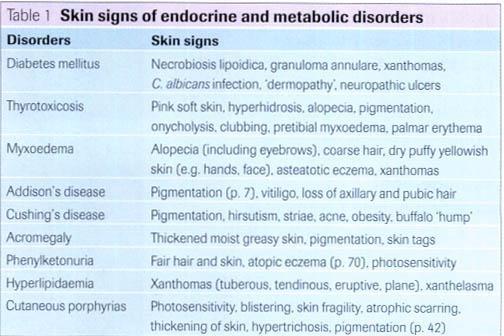 Table 1 Skin signs of endocrine and metabolic disorders
Disorders Skin signs
Diabetes mellitus Necrobiosis lipoidica, granuloma annulare, xanthomas,
C. albicans infection, 'dermopathy', neuropathic ulcers
Thyrotoxicosis Pink soft skin, hyperhidrosis, alopecia, pigmentation,
onycholysis, clubbing, pretibial myxoedema, palmar erythema
Myxoedema Alopecia (including eyebrows), coarse hair, dry puffy yellowish
skin (e.g. hands, face), asteatotic eczema, xanthomas
Addison's disease Pigmentation (p. 7), vitiligo, loss of axillary and pubic hair
Cushing's disease Pigmentation, hirsutism, striae, acne, obesity, buffalo 'hump'
Acromegaly Thickened moist greasy skin, pigmentation, skin tags
Phenylketonuria Fair hair and skin, atopic eczema (p. 70), photosensitivity
Hyperlipidaemia Xanthomas (tuberous, tendinous, eruptive, plane), xanthelasma
Cutaneous porphyrias Photosensitivity, blistering, skin fragility, atrophic scarring,
thickening of skin, hypertrichosis, pigmentation (p. 42)